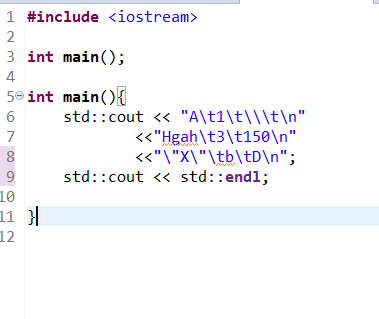 1 #include <iostream>
2
3 int main();
4
5 int main(){
6     std::cout << "A\t1\t\\\t\n"
7             <<"Hgah\t3\t150\n"
8             <<"\"X\"\tb\tD\n";
9     std::cout << std::endl;
10
11 }
12